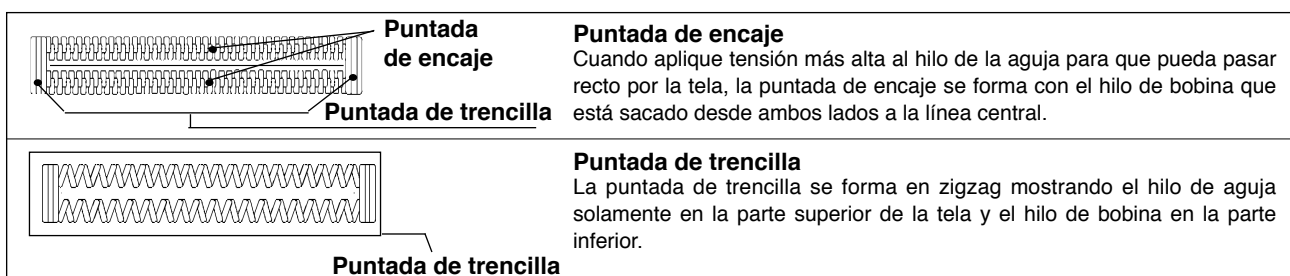 Puntada
de encaje
Puntada de trencilla
Puntada de encaje
Cuando aplique tensión más alta al hilo de la aguja para que pueda pasar
recto por la tela, la puntada de encaje se forma con el hilo de bobina que
está sacado desde ambos lados a la línea central.
Puntada de trencilla
Puntada de trencilla
La puntada de trencilla se forma en zigzag mostrando el hilo de aguja
solamente en la parte superior de la tela y el hilo de bobina en la parte
inferior.